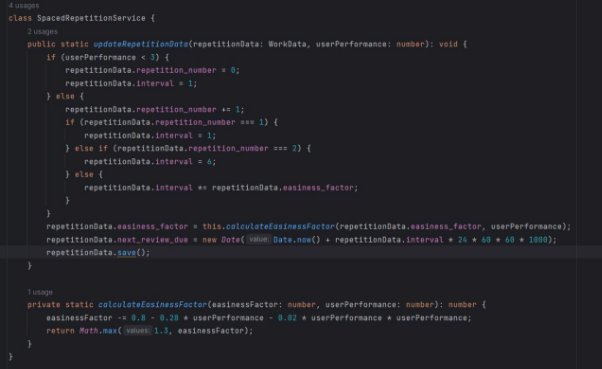 4 usages
class SpacedRepetitionService {
2 usages
public static updateRepetitionData(repetitionData: WorkData, userPerformance: number): void {
if (userPerformance < 3) {
repetitionData.repetition_number = 0;
repetitionData.interval = 1;
} else {
repetitionData.repetition_number += 1;
if (repetitionData.repetition_number === 1) {
repetitionData.interval = 1;
} else if (repetitionData.repetition_number === 2) {
repetitionData.interval = 6;
} else {
repetitionData.interval *= repetitionData.easiness_factor;
}
}
repetitionData.easiness_factor = this.calculateEasinessFactor(repetitionData.easiness_factor, userPerformance);
repetitionData.next_review_due = new Date( value: Date.now() + repetitionData.interval * 24 * 60 * 60 * 1000);
repetitionData.save();
}
1 usage
private static calculateEasinessFactor(easinessFactor: number, userPerformance: number): number {
easinessFactor -= 0.8 - 0.28 * userPerformance - 0.02 * userPerformance * userPerformance;
return Math.max( values: 1.3, easinessFactor);
}
}